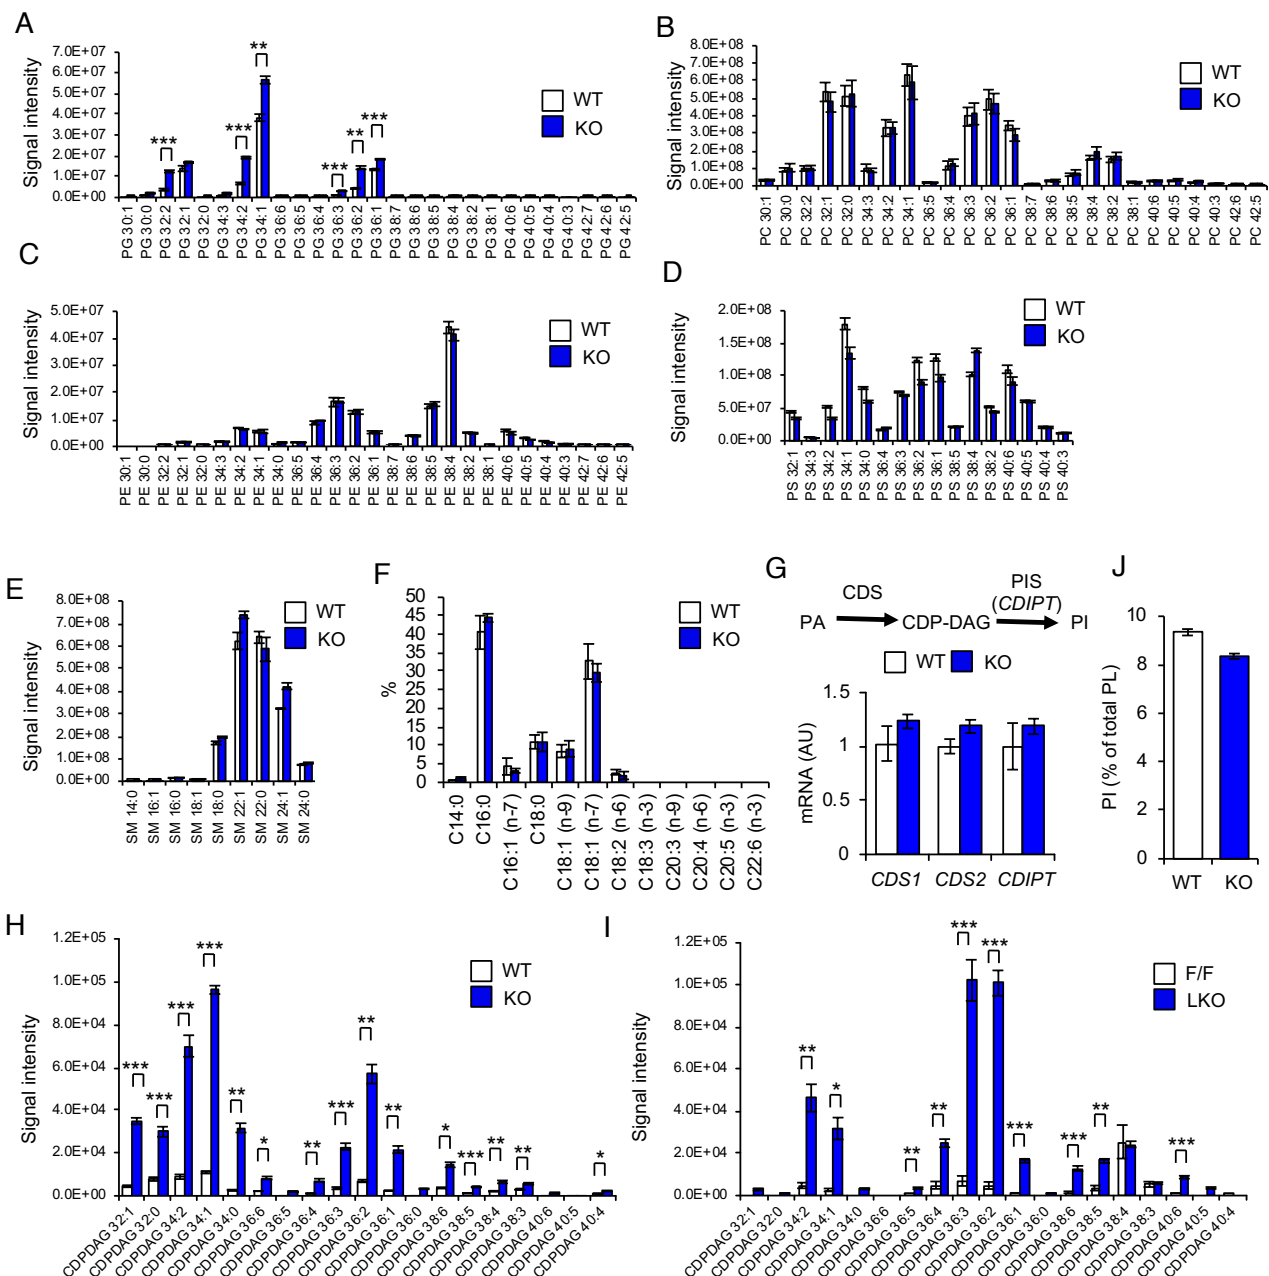 A
Signal intensity
7.0E+07
6.0E+07
5.0E+07
4.0E+07
3.0E+07
2.0E+07
1.0E+07
0.0E+00
*** *** ** *** ** ***
WT
KO
PG 30:1 PG 30:0 PG 32:2 PG 32:1 PG 32:0 PG 34:3 PG 34:2 PG 34:1 PG 36:6 PG 36:5 PG 36:4 PG 36:3 PG 36:2 PG 36:1 PG 38:7 PG 38:6 PG 38:5 PG 38:4 PG 38:2 PG 38:1 PG 40:6 PG 40:5 PG 40:4 PG 40:3 PG 42:7 PG 42:6 PG 42:5
B
Signal intensity
8.0E+08
7.0E+08
6.0E+08
5.0E+08
4.0E+08
3.0E+08
2.0E+08
1.0E+08
0.0E+00
WT
KO
PC 30:1 PC 30:0 PC 32:2 PC 32:1 PC 32:0 PC 34:3 PC 34:2 PC 34:1 PC 36:5 PC 36:4 PC 36:3 PC 36:2 PC 36:1 PC 38:7 PC 38:6 PC 38:5 PC 38:4 PC 38:2 PC 38:1 PC 40:6 PC 40:5 PC 40:4 PC 40:3 PC 42:6 PC 42:5
C
Signal intensity
5.0E+07
4.0E+07
3.0E+07
2.0E+07
1.0E+07
0.0E+00
WT
KO
PE 30:1 PE 30:0 PE 32:2 PE 32:1 PE 32:0 PE 34:3 PE 34:2 PE 34:1 PE 34:0 PE 36:5 PE 36:4 PE 36:3 PE 36:2 PE 36:1 PE 38:7 PE 38:6 PE 38:5 PE 38:4 PE 38:2 PE 38:1 PE 40:6 PE 40:5 PE 40:4 PE 40:3 PE 42:7 PE 42:6 PE 42:5
D
Signal intensity
2.0E+08
1.5E+08
1.0E+08
5.0E+07
0.0E+00
WT
KO
PS 32:1 PS 34:3 PS 34:2 PS 34:1 PS 34:0 PS 36:4 PS 36:3 PS 36:2 PS 36:1 PS 38:5 PS 38:4 PS 38:2 PS 40:6 PS 40:5 PS 40:4 PS 40:3
E
Signal intensity
8.0E+08
7.0E+08
6.0E+08
5.0E+08
4.0E+08
3.0E+08
2.0E+08
1.0E+08
0.0E+00
WT
KO
SM 14:0 SM 16:1 SM 16:0 SM 18:1 SM 18:0 SM 22:1 SM 22:0 SM 24:1 SM 24:0
F
%
50
45
40
35
30
25
20
15
10
5
0
WT
KO
C14:0 C16:0 C16:1 (n-7) C18:0 C18:1 (n-9) C18:1 (n-7) C18:2 (n-6) C18:3 (n-3) C20:3 (n-9) C20:4 (n-6) C20:5 (n-3) C22:6 (n-3)
G
CDS PIS
(CDIPT)
PA CDP-DAG PI
WT KO
mRNA (AU)
1.5
1
0.5
0
CDS1 CDS2 CDIPT
J
PI (% of total PL)
10
8
6
4
2
0
WT KO
H
Signal intensity
1.2E+05
1.0E+05
8.0E+04
6.0E+04
4.0E+04
2.0E+04
0.0E+00
*** *** *** *** ** * ** *** ** ** * *** ** ** *
WT
KO
CDPDAG 32:1 CDPDAG 32:0 CDPDAG 34:2 CDPDAG 34:1 CDPDAG 34:0 CDPDAG 36:6 CDPDAG 36:5 CDPDAG 36:4 CDPDAG 36:3 CDPDAG 36:2 CDPDAG 36:1 CDPDAG 36:0 CDPDAG 38:6 CDPDAG 38:5 CDPDAG 38:4 CDPDAG 38:3 CDPDAG 40:6 CDPDAG 40:5 CDPDAG 40:4
I
Signal intensity
1.2E+05
1.0E+05
8.0E+04
6.0E+04
4.0E+04
2.0E+04
0.0E+00
** * ** ** *** *** *** *** ** ***
F/F
LKO
CDPDAG 32:1 CDPDAG 32:0 CDPDAG 34:2 CDPDAG 34:1 CDPDAG 34:0 CDPDAG 36:6 CDPDAG 36:5 CDPDAG 36:4 CDPDAG 36:3 CDPDAG 36:2 CDPDAG 36:1 CDPDAG 36:0 CDPDAG 38:6 CDPDAG 38:5 CDPDAG 38:4 CDPDAG 38:3 CDPDAG 40:6 CDPDAG 40:5 CDPDAG 40:4